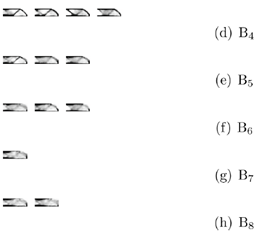 (d) B₄
(e) B₅
(f) B₆
(g) B₇
(h) B₈